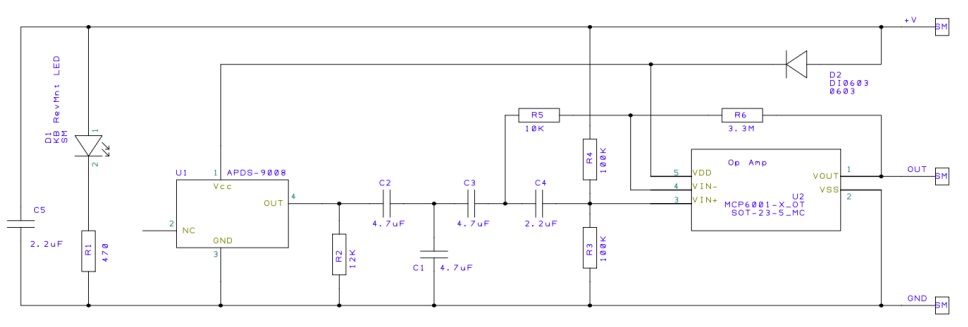 +V
SM
D1
KB RevMnt LED
SM
1
2
D2
DI0603
0603
R5
10K
R6
3.3M
R4
100K
Op Amp
U1
APDS-9008
1
Vcc
OUT
4
2
NC
GND
3
C2
4.7uF
C3
4.7uF
C4
2.2uF
5
VDD
4
VIN-
3
VIN+
VOUT
1
VSS
2
U2
MCP6001-X_OT
SOT-23-5_MC
OUT
SM
C5
2.2uF
R1
470
R2
12K
C1
4.7uF
R3
100K
GND
SM